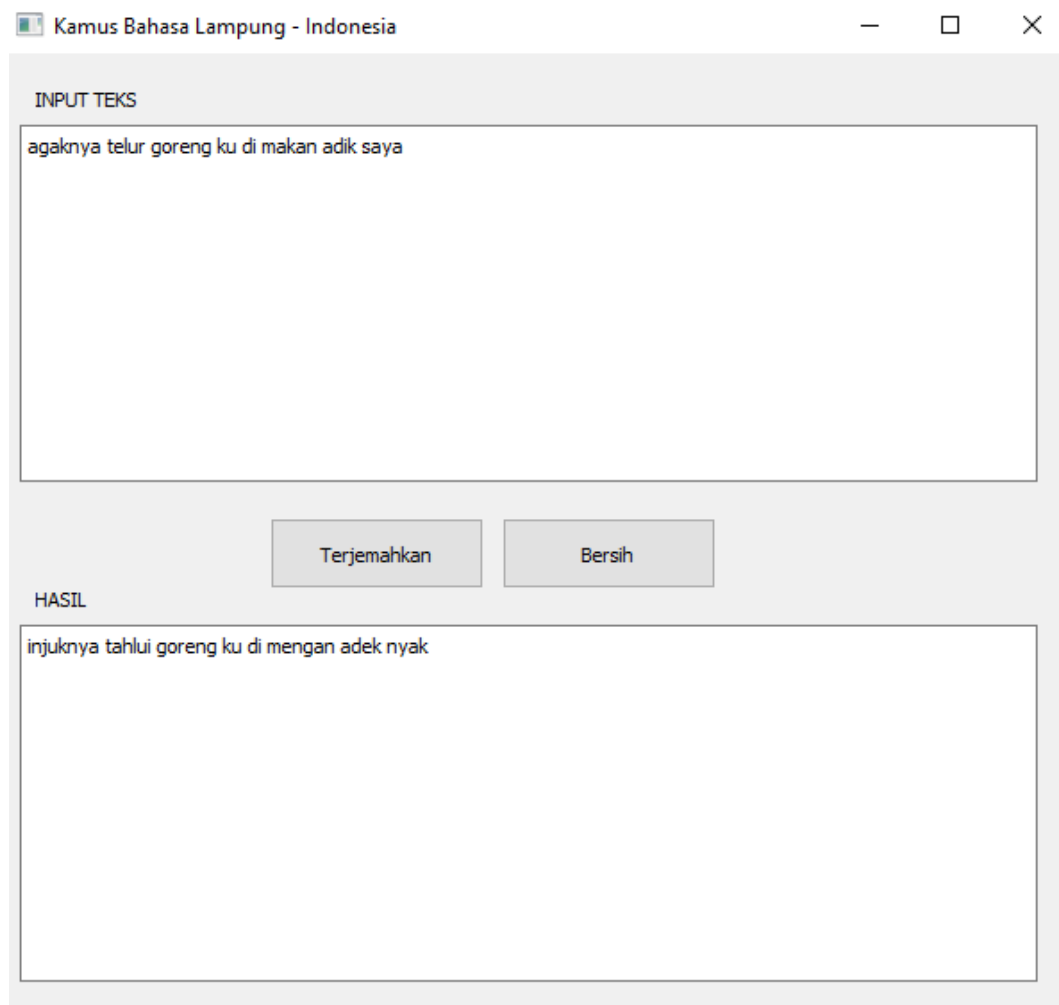 Kamus Bahasa Lampung - Indonesia
INPUT TEKS
agaknya telur goreng ku di makan adik saya
Terjemahkan
Bersih
HASIL
injuknya tahlui goreng ku di mengan adek nyak